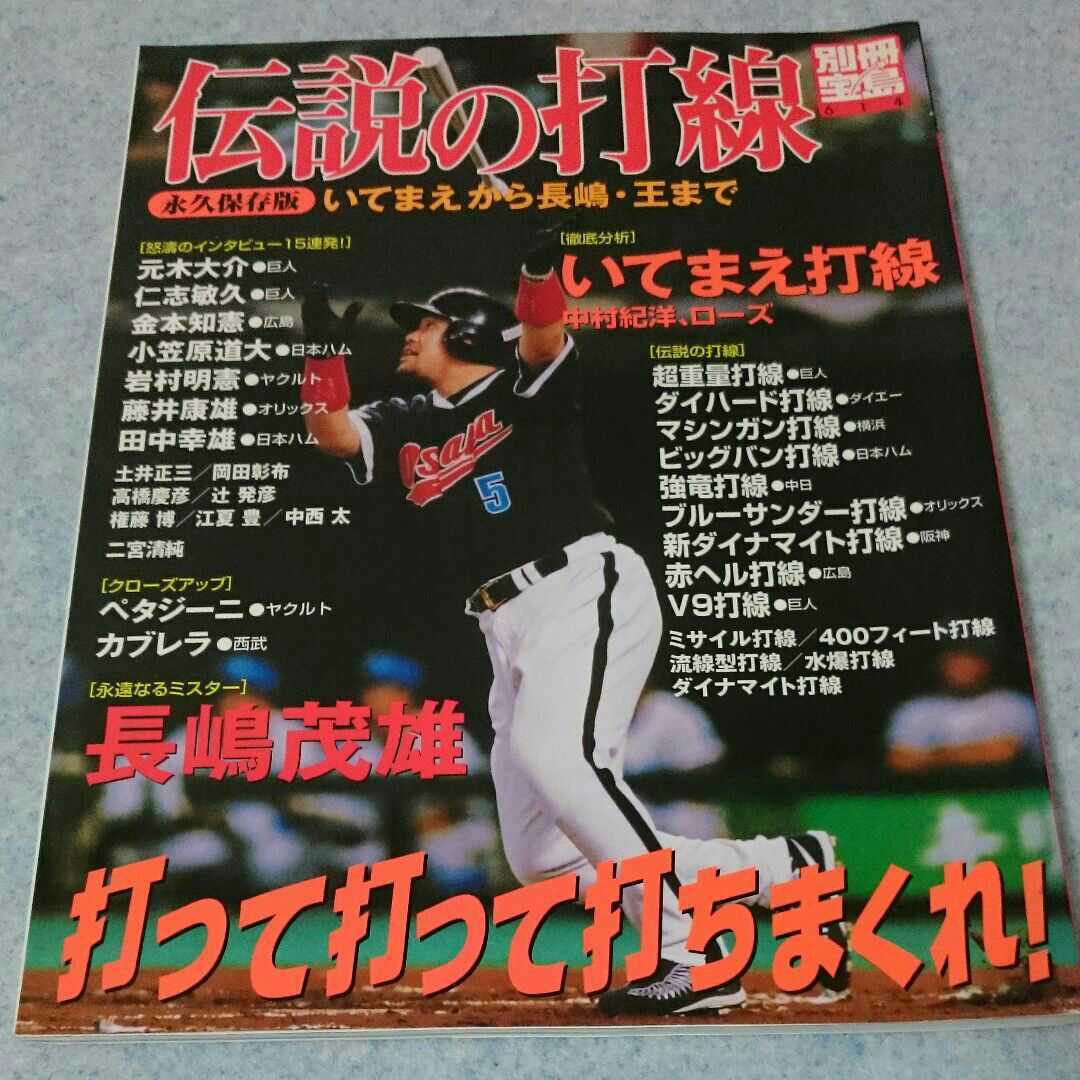 伝説の打線
別冊
宝島
614
永久保存版 いてまえから長嶋・王まで
[怒濤のインタビュー15連発!]
元木大介●巨人
仁志敏久●巨人
金本知憲●広島
小笠原道大●日本ハム
岩村明憲●ヤクルト
藤井康雄●オリックス
田中幸雄●日本ハム
土井正三/岡田彰布
高橋慶彦/辻 発彦
権藤 博/江夏 豊/中西 太
二宮清純
[クローズアップ]
ペタジーニ●ヤクルト
カブレラ●西武
[永遠なるミスター]
長嶋茂雄
[徹底分析]
いてまえ打線
中村紀洋、ローズ
[伝説の打線]
超重量打線●巨人
ダイハード打線●ダイエー
マシンガン打線●横浜
ビッグバン打線●日本ハム
強竜打線●中日
ブルーサンダー打線●オリックス
新ダイナマイト打線●阪神
赤ヘル打線●広島
V9打線●巨人
ミサイル打線/400フィート打線
流線型打線/水爆打線
ダイナマイト打線
Osaka
5
打って打って打ちまくれ!